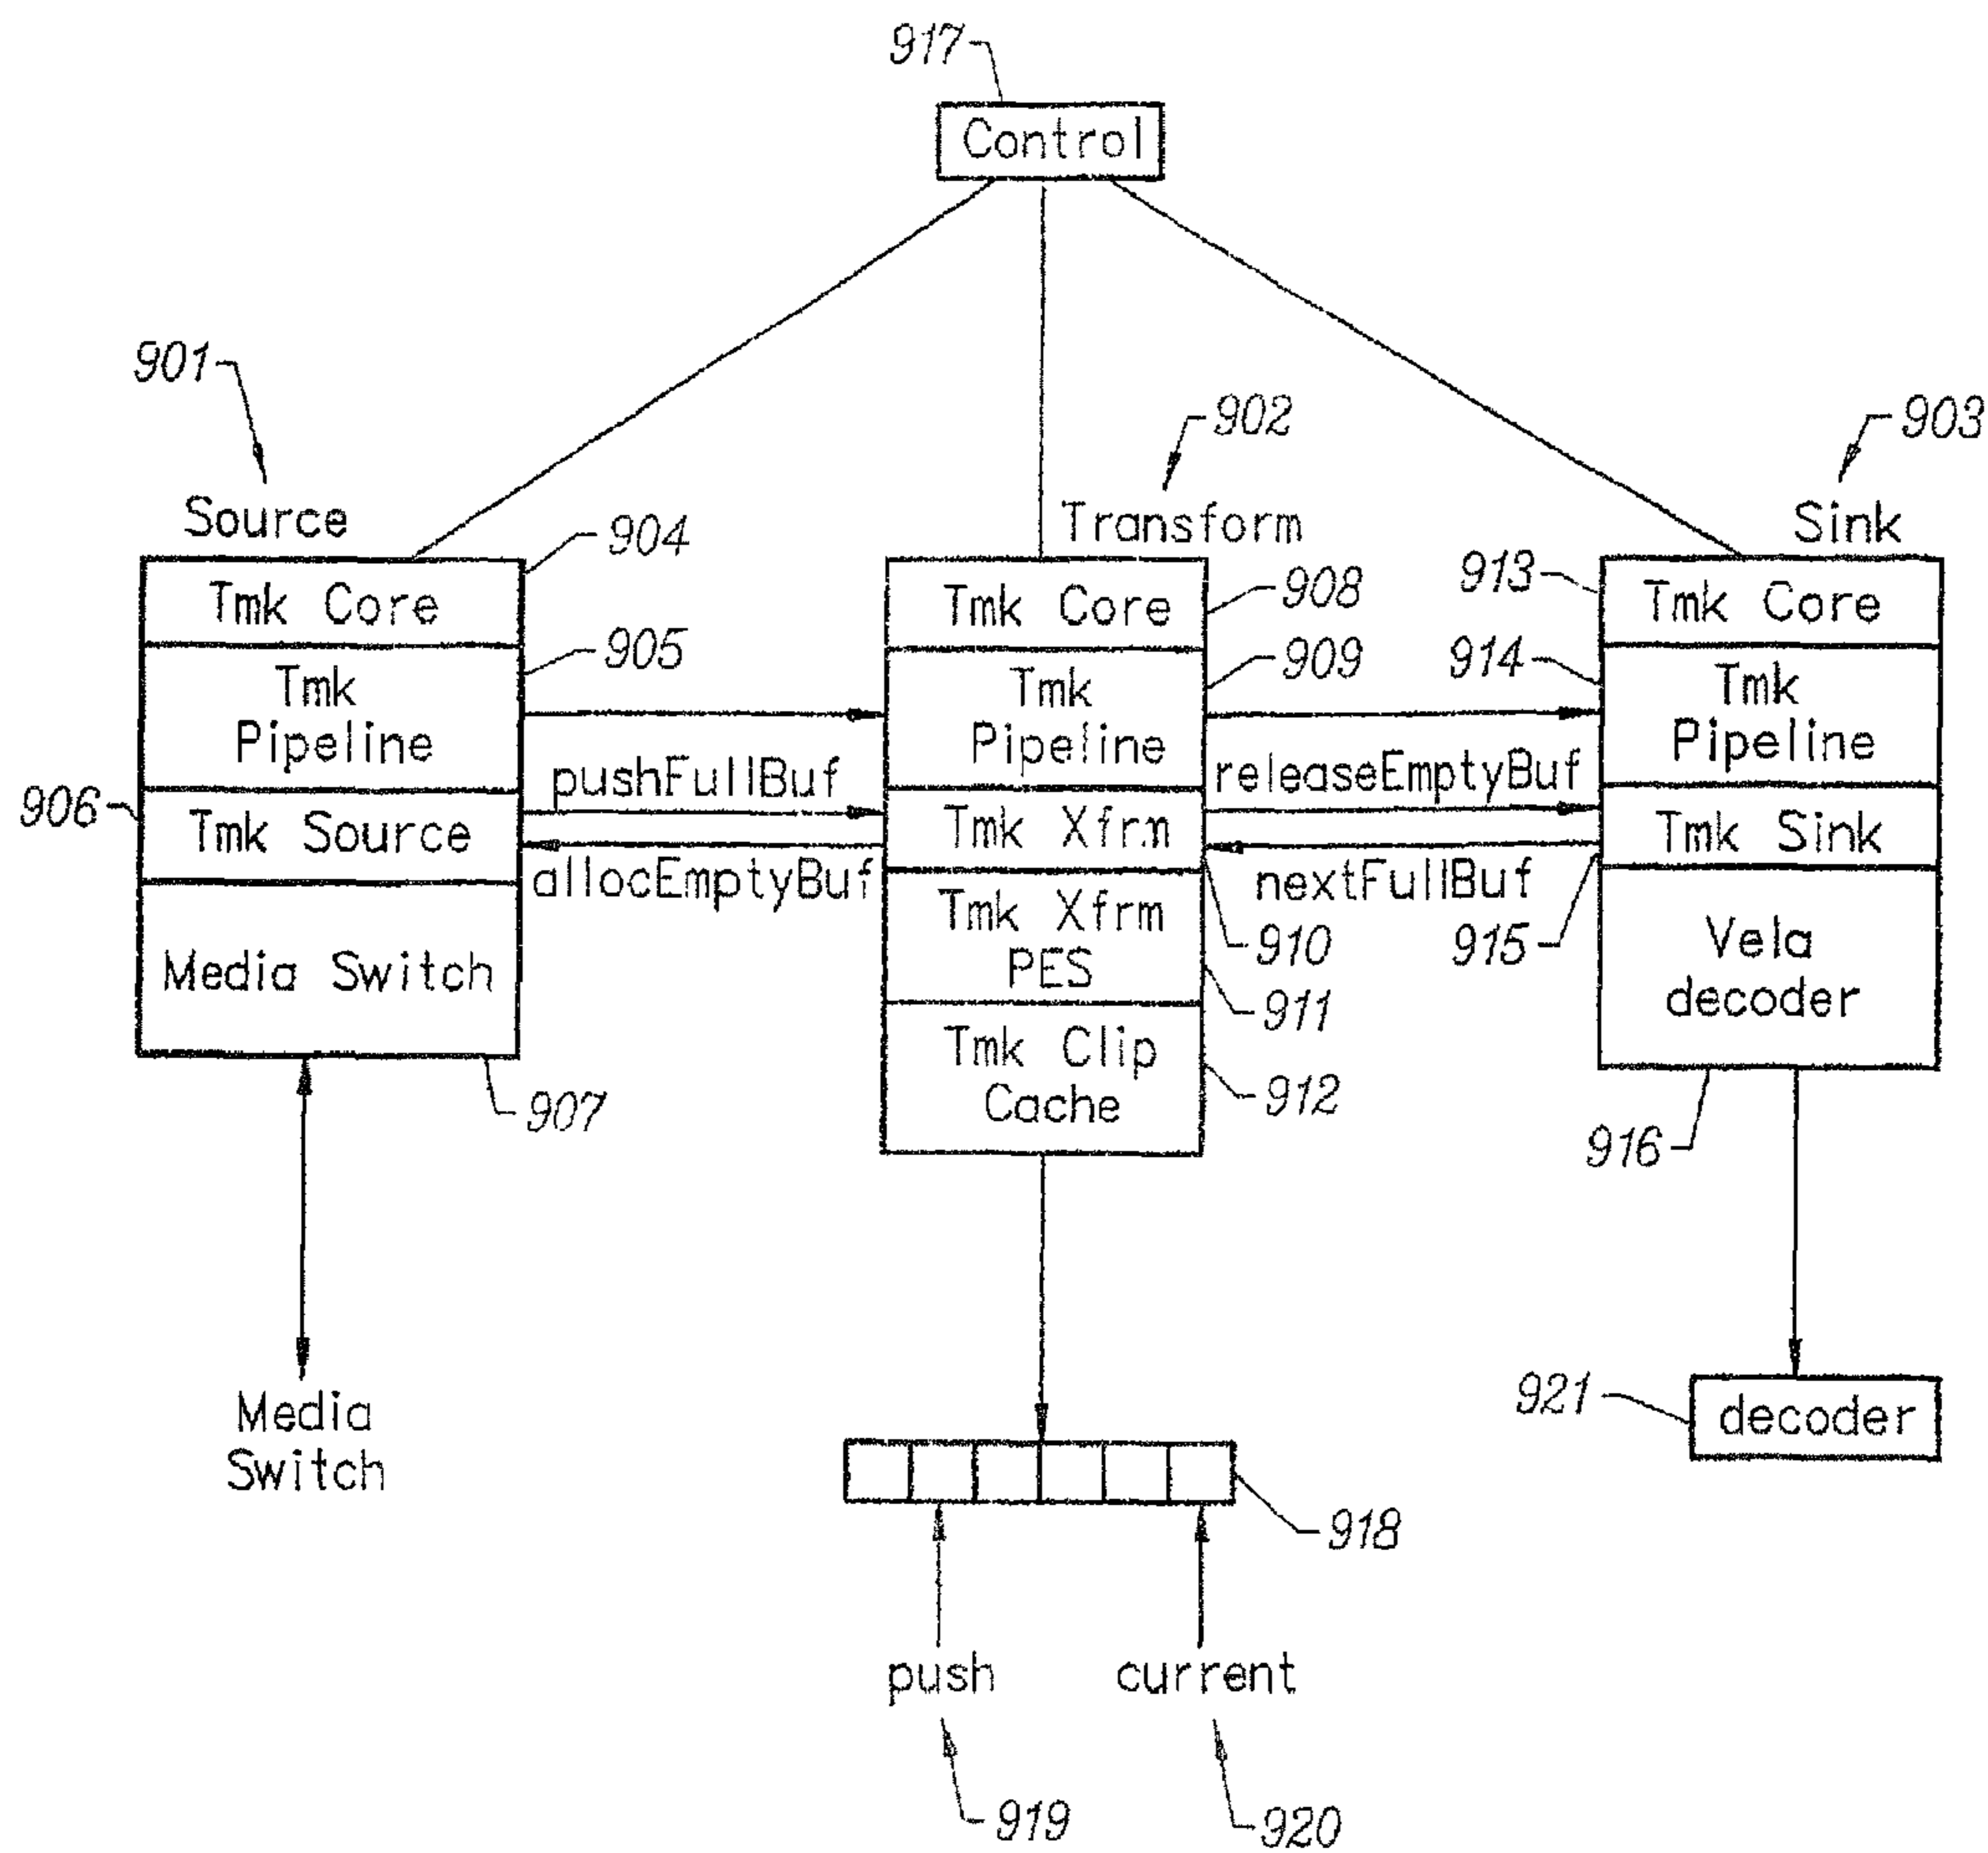 917
Control
901
902
903
Source
Transform
Sink
904
908
913
Tmk Core
Tmk Core
Tmk Core
905
909
914
Tmk
Pipeline
Tmk
Pipeline
Tmk
Pipeline
pushFullBuf
releaseEmptyBuf
906
Tmk Source
Tmk Xfrm
Tmk Sink
allocEmptyBuf
nextFullBuf
910
915
Media Switch
Tmk Xfrm
PES
Vela
decoder
911
Tmk Clip
Cache
907
912
916
Media
Switch
921
decoder
918
push
current
919
920